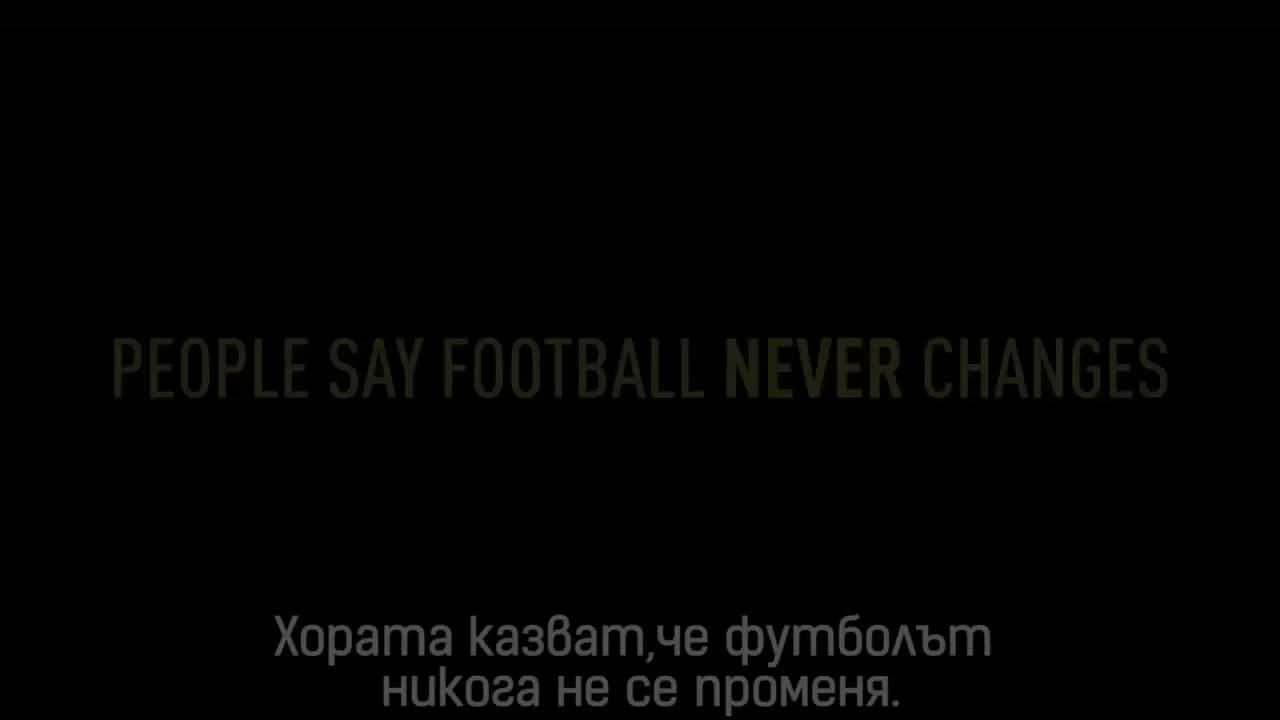 PEOPLE SAY FOOTBALL NEVER CHANGES
Хората казват,че футболът
никога не се променя.